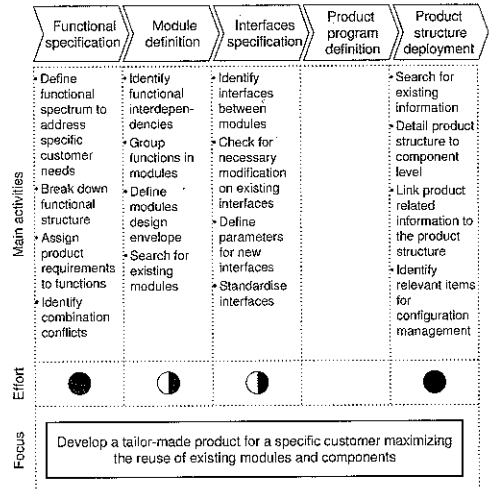 Functional
specification
Module
definition
Interfaces
specification
Product
program
definition
Product
structure
deployment
Main activities
• Define
functional
spectrum to
address
specific
customer
needs
• Break down
functional
structure
• Assign
product
requirements
to functions
• Identify
combination
conflicts
• Identify
functional
interdepen-
dencies
• Group
functions in
modules
• Define
modules
design
envelope
• Search for
existing
modules
• Identify
interfaces
between
modules
• Check for
necessary
modification
on existing
interfaces
• Define
parameters
for new
interfaces
• Standardise
interfaces
• Search for
existing
information
• Detail product
structure to
component
level
• Link product
related
information to
the product
structure
• Identify
relevant items
for
configuration
management
Effort
Focus
Develop a tailor-made product for a specific customer maximizing
the reuse of existing modules and components